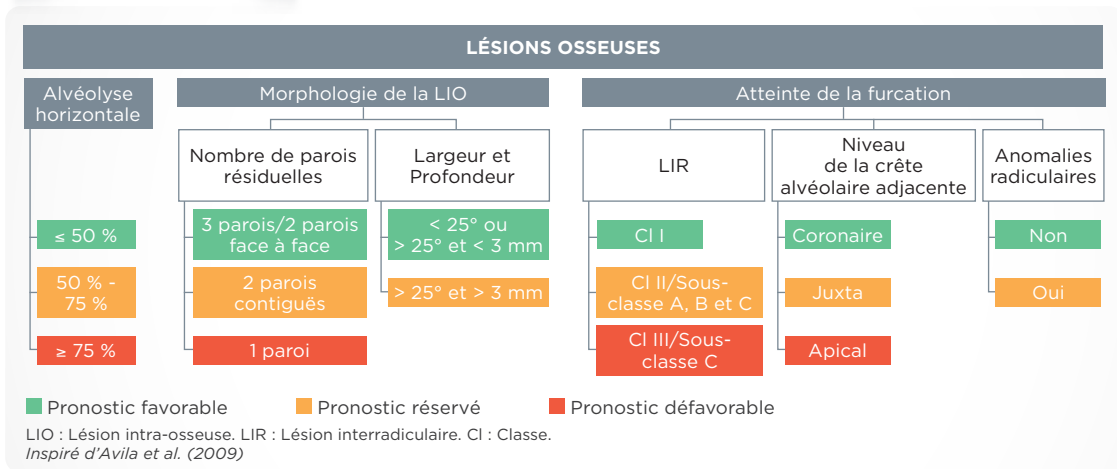 LÉSIONS OSSEUSES
Alvéolyse
horizontale
Morphologie de la LIO
Atteinte de la furcation
Nombre de parois
résiduelles
Largeur et
Profondeur
LIR
Niveau
de la crête
alvéolaire adjacente
Anomalies
radiculaires
≤ 50 %
3 parois/2 parois
face à face
< 25° ou
> 25° et < 3 mm
Cl I
Coronaire
Non
50 % -
75 %
2 parois
contiguës
> 25° et > 3 mm
Cl II/Sous-
classe A, B et C
Juxta
Oui
≥ 75 %
1 paroi
Cl III/Sous-
classe C
Apical
Pronostic favorable
Pronostic réservé
Pronostic défavorable
LIO : Lésion intra-osseuse. LIR : Lésion interradiculaire. Cl : Classe.
Inspiré d’Avila et al. (2009)